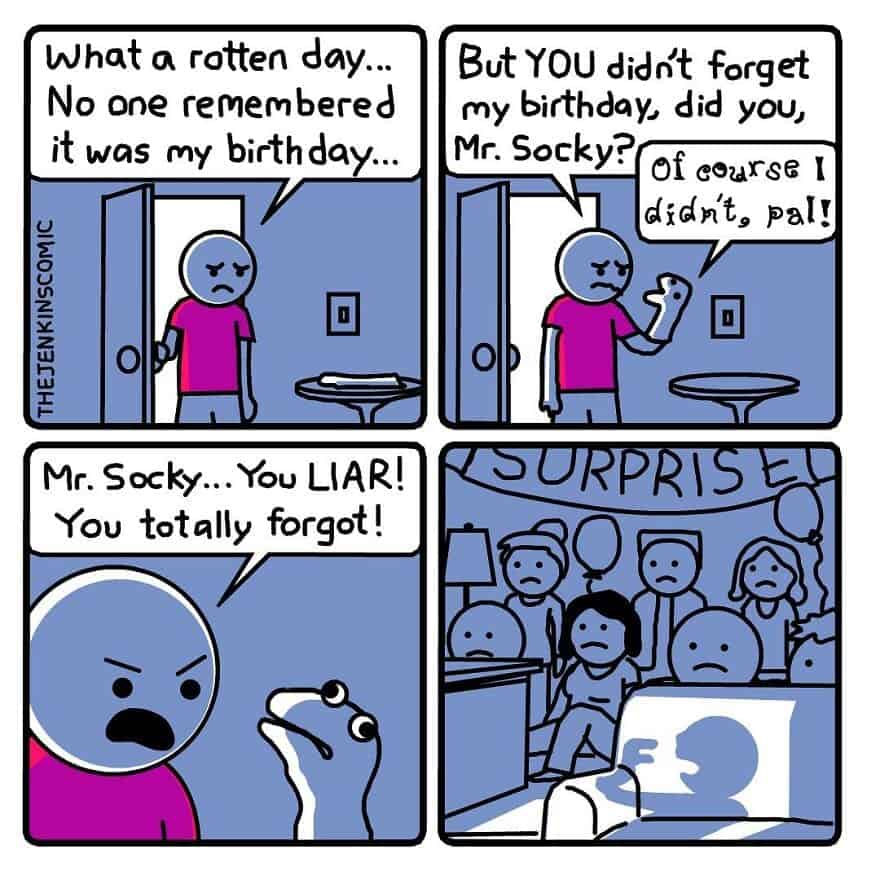 What a rotten day...
No one remembered
it was my birthday...
THEJENKINSCOMIC
But YOU didn't forget
my birthday, did you,
Mr. Socky?
Of course I
didn't, pal!
Mr. Socky... You LIAR!
You totally forgot!
SURPRISE!